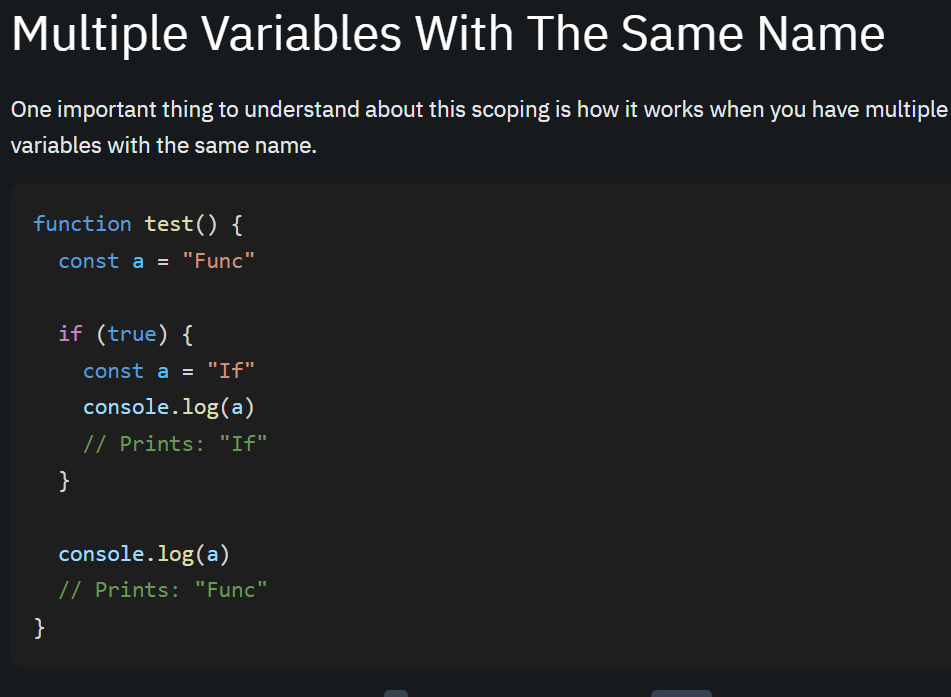 Multiple Variables With The Same Name
One important thing to understand about this scoping is how it works when you have multiple
variables with the same name.
function test() {
  const a = "Func"

  if (true) {
    const a = "If"
    console.log(a)
    // Prints: "If"
  }

  console.log(a)
  // Prints: "Func"
}